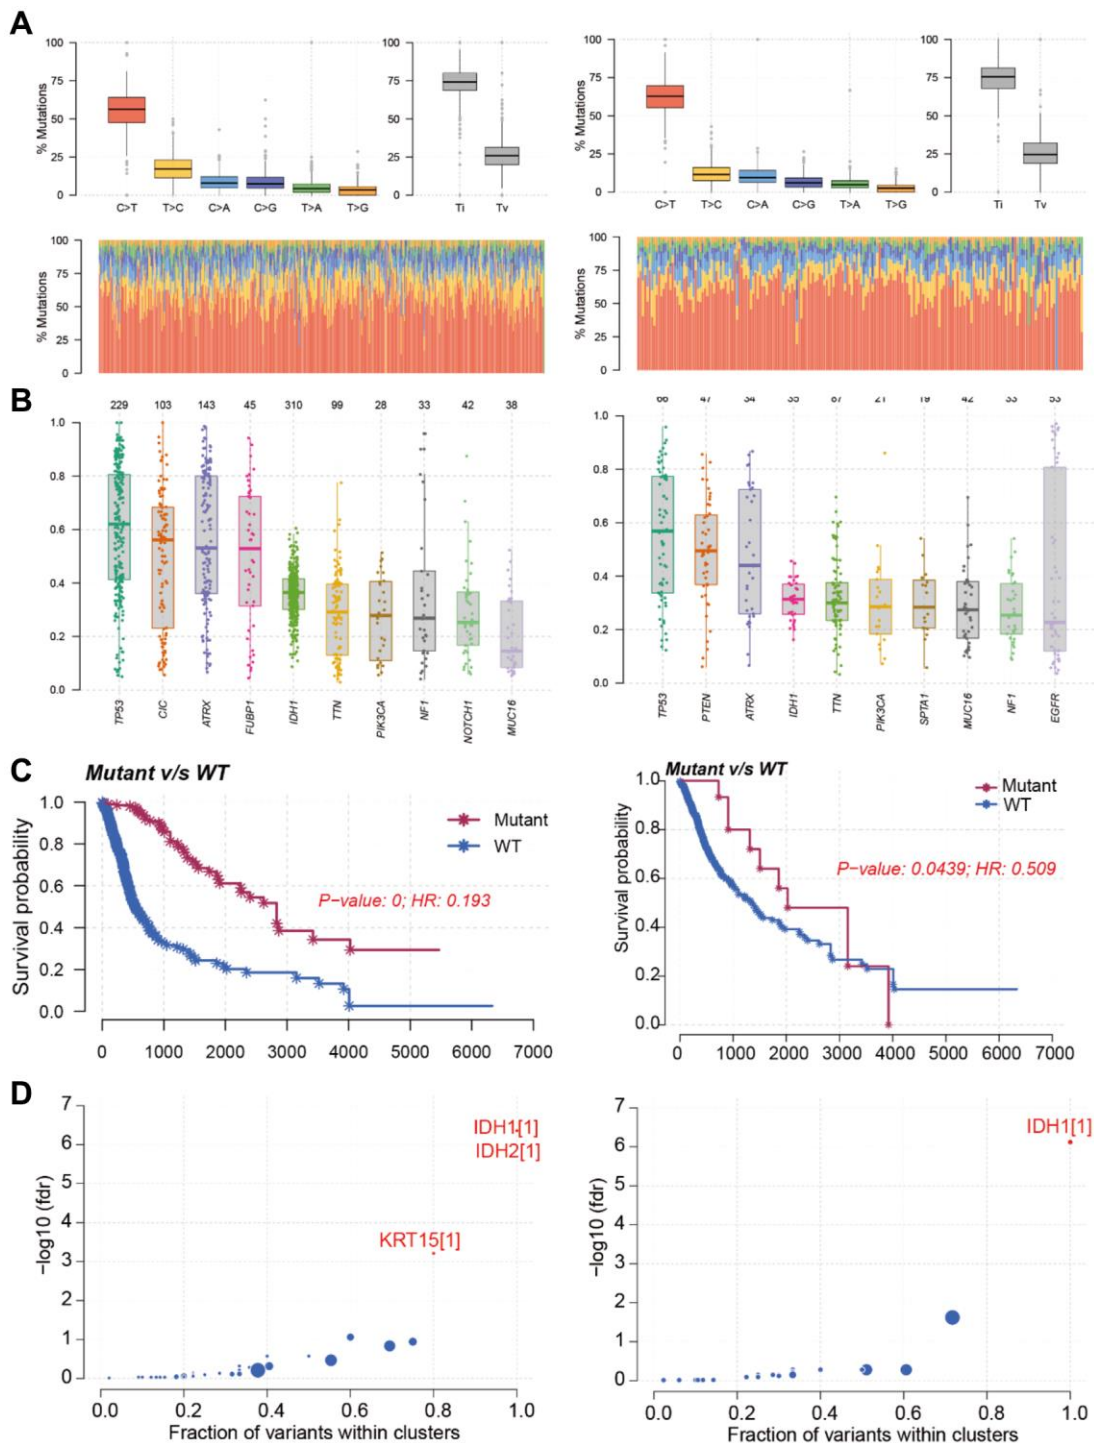 A
% Mutations
100
75
50
25
0
C>T T>C C>A C>G T>A T>G
100
75
50
25
0
Ti Tv
% Mutations
100
75
50
25
0
C>T T>C C>A C>G T>A T>G
100
75
50
25
0
Ti Tv
% Mutations
100
75
50
25
0
% Mutations
100
75
50
25
0
B
229 103 143 45 310 99 28 33 42 38
1.0
0.8
0.6
0.4
0.2
0.0
TP53 CIC ATRX FUBP1 IDH1 TTN PIK3CA NF1 NOTCH1 MUC16
47 21 42
1.0
0.8
0.6
0.4
0.2
0.0
TP53 PTEN ATRX IDH1 TTN PIK3CA SPTA1 MUC16 NF1 EGFR
C
Mutant v/s WT
Survival probability
1.0
0.8
0.6
0.4
0.2
0.0
Mutant
WT
P−value: 0; HR: 0.193
0 1000 2000 3000 4000 5000 6000 7000
Mutant v/s WT
Survival probability
1.0
0.8
0.6
0.4
0.2
0.0
Mutant
WT
P−value: 0.0439; HR: 0.509
0 1000 2000 3000 4000 5000 6000 7000
D
−log10 (fdr)
7
6
5
4
3
2
1
0
IDH1[1]
IDH2[1]
KRT15[1]
0.0 0.2 0.4 0.6 0.8 1.0
Fraction of variants within clusters
−log10 (fdr)
7
6
5
4
3
2
1
0
IDH1[1]
0.0 0.2 0.4 0.6 0.8 1.0
Fraction of variants within clusters